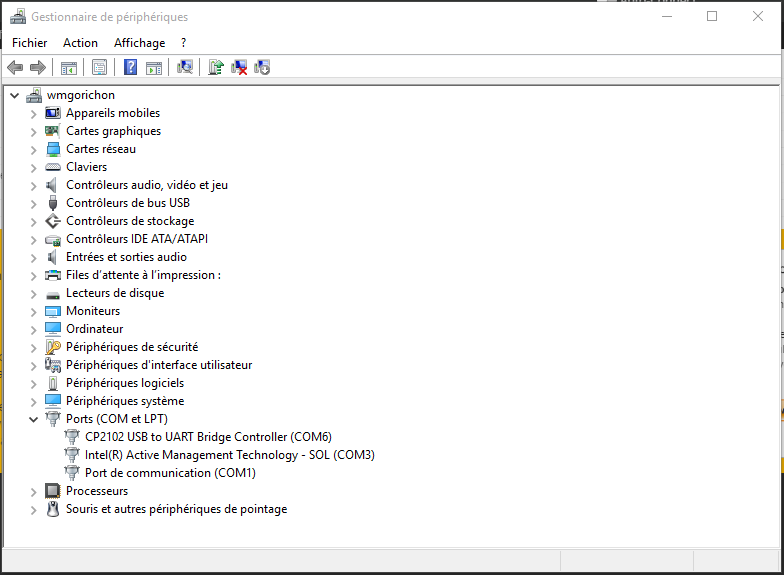 Gestionnaire de périphériques
Fichier Action Affichage ?
wmgorichon
Appareils mobiles
Cartes graphiques
Cartes réseau
Claviers
Contrôleurs audio, vidéo et jeu
Contrôleurs de bus USB
Contrôleurs de stockage
Contrôleurs IDE ATA/ATAPI
Entrées et sorties audio
Files d'attente à l'impression :
Lecteurs de disque
Moniteurs
Ordinateur
Périphériques de sécurité
Périphériques d'interface utilisateur
Périphériques logiciels
Périphériques système
Ports (COM et LPT)
CP2102 USB to UART Bridge Controller (COM6)
Intel(R) Active Management Technology - SOL (COM3)
Port de communication (COM1)
Processeurs
Souris et autres périphériques de pointage